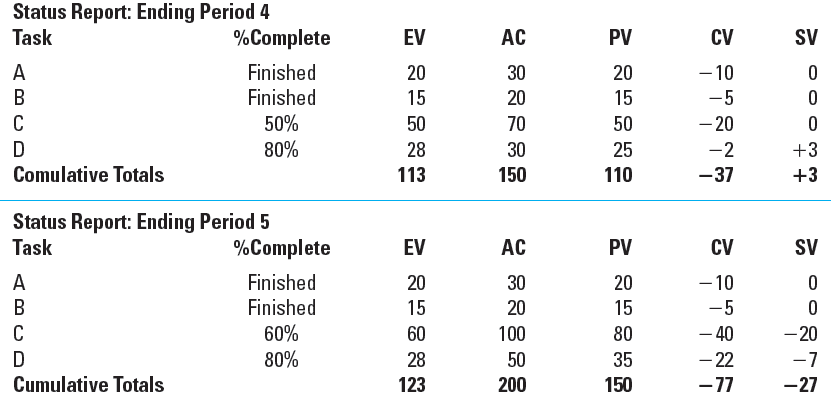 Status Report: Ending Period 4
Task %Complete EV AC PV CV SV
A Finished 20 30 20 −10 0
B Finished 15 20 15 −5 0
C 50% 50 70 50 −20 0
D 80% 28 30 25 −2 +3
Comulative Totals 113 150 110 −37 +3
Status Report: Ending Period 5
Task %Complete EV AC PV CV SV
A Finished 20 30 20 −10 0
B Finished 15 20 15 −5 0
C 60% 60 100 80 −40 −20
D 80% 28 50 35 −22 −7
Cumulative Totals 123 200 150 −77 −27